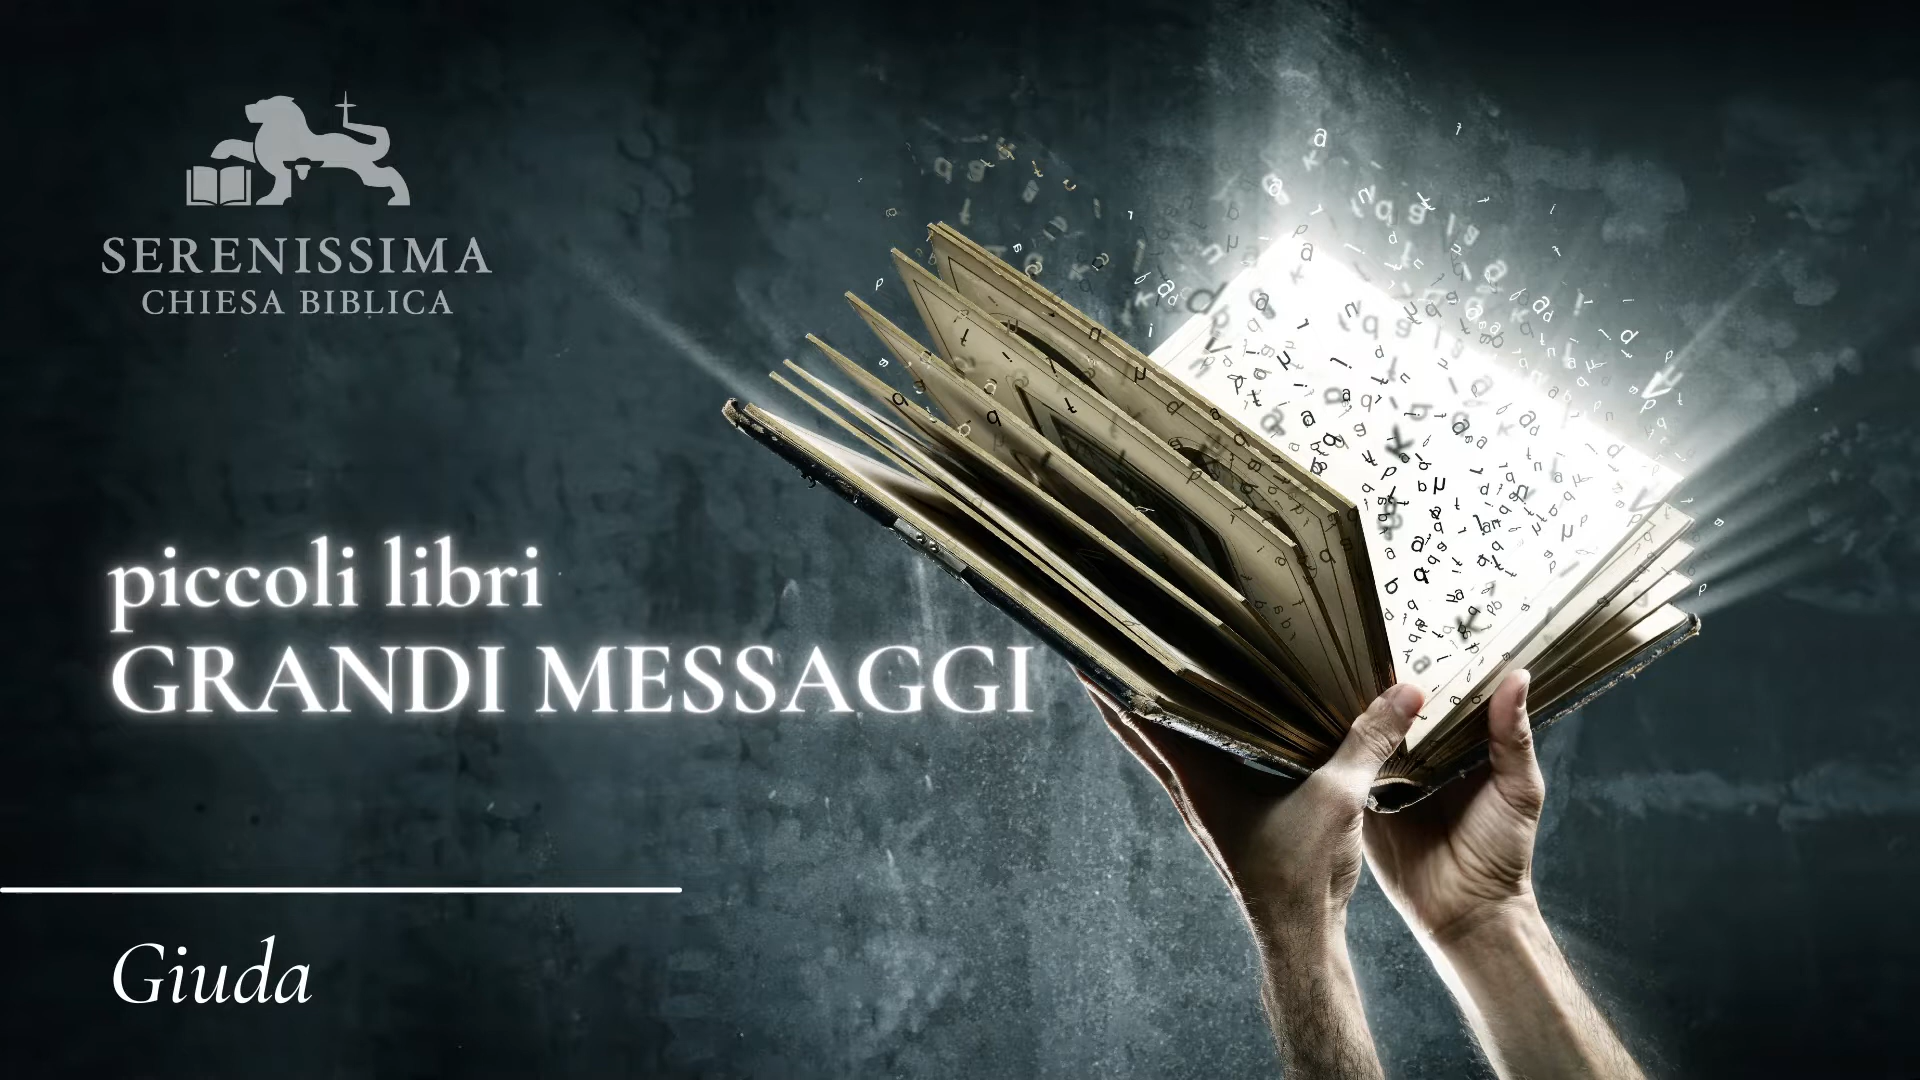 SERENISSIMA
CHIESA BIBLICA
piccoli libri
GRANDI MESSAGGI
Giuda